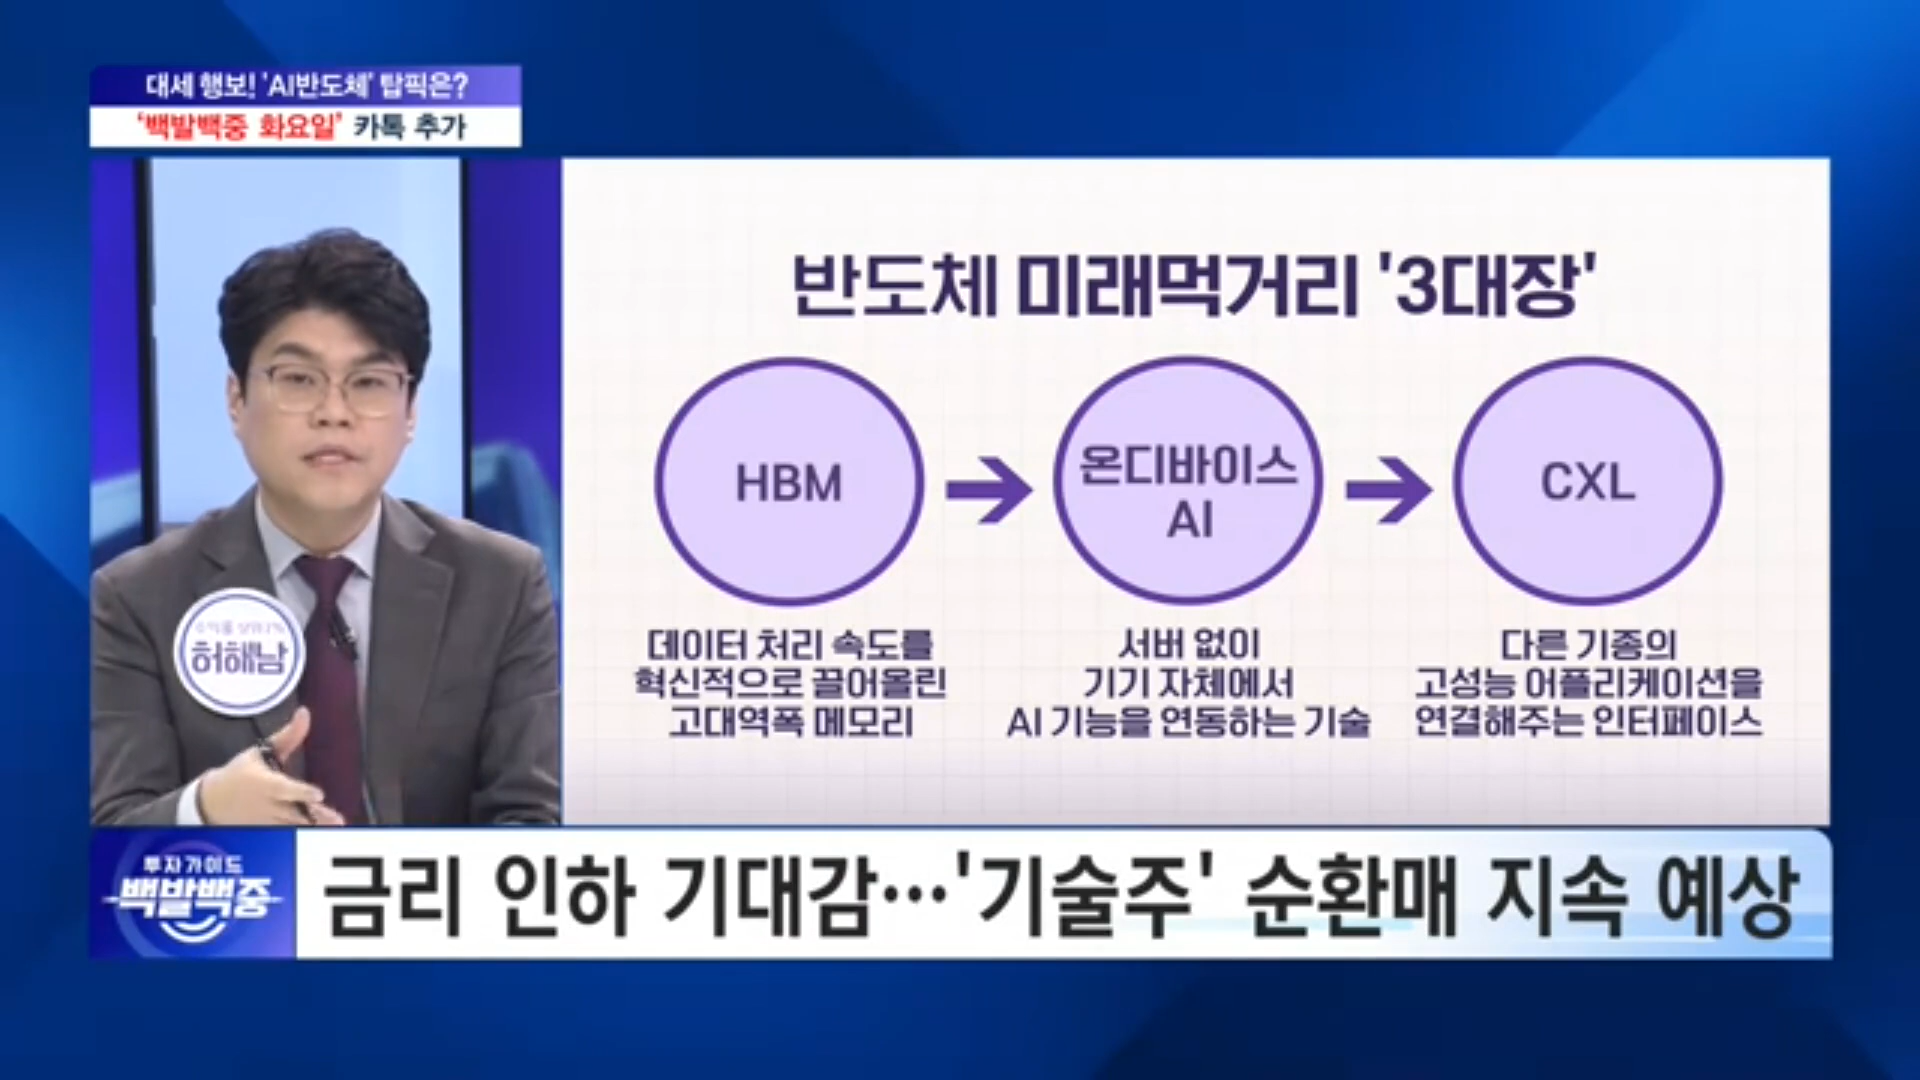 대세 행보! 'AI반도체' 탑픽은?
'백발백중 화요일' 카톡 추가
반도체 미래먹거리 '3대장'
HBM
온디바이스
AI
CXL
데이터 처리 속도를
혁신적으로 끌어올린
고대역폭 메모리
서버 없이
기기 자체에서
AI 기능을 연동하는 기술
다른 기종의
고성능 어플리케이션을
연결해주는 인터페이스
허해남
투자가이드
백발백중
금리 인하 기대감…'기술주' 순환매 지속 예상